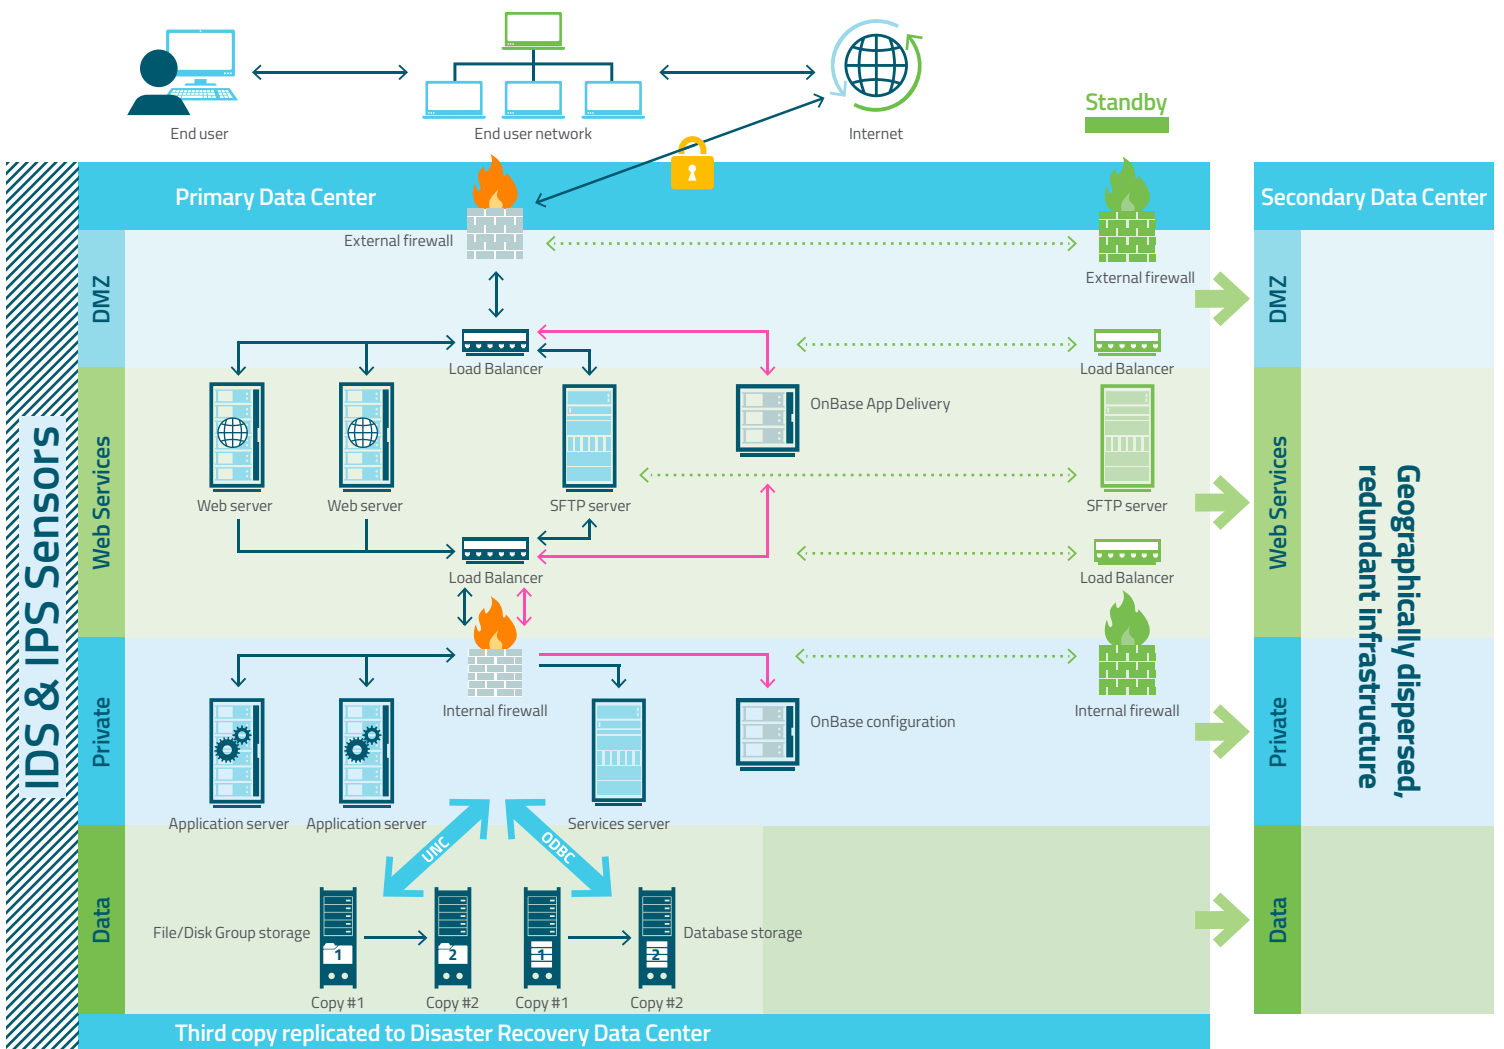 End user
End user network
Internet
Standby
Primary Data Center
Secondary Data Center
IDS & IPS Sensors
DMZ
External firewall
External firewall
DMZ
Load Balancer
Load Balancer
Web Services
OnBase App Delivery
Web server
Web server
SFTP server
SFTP server
Load Balancer
Load Balancer
Web Services
Geographically dispersed,
redundant infrastructure
Private
Internal firewall
OnBase configuration
Internal firewall
Private
Application server
Application server
Services server
UNC
ODBC
Data
File/Disk Group storage
1
2
1
2
Database storage
Copy #1
Copy #2
Copy #1
Copy #2
Data
Third copy replicated to Disaster Recovery Data Center